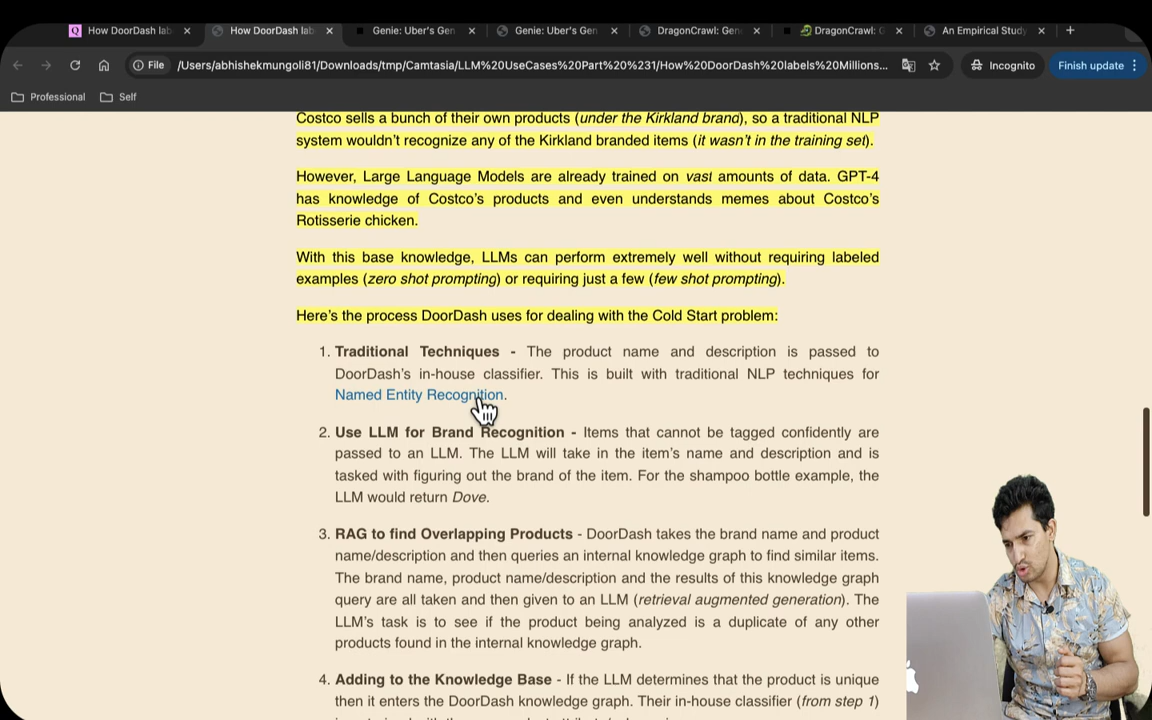 How DoorDash lab
How DoorDash lab
Genie: Uber's Gen
Genie: Uber's Gen
DragonCrawl: Gen
DragonCrawl: G
An Empirical Study
File
/Users/abhishekmungoli81/Downloads/tmp/Camtasia/LLM%20UseCases%20Part%20%231/How%20DoorDash%20labels%20Millions...
Incognito
Finish update
Professional
Self
Costco sells a bunch of their own products (under the Kirkland brand), so a traditional NLP
system wouldn't recognize any of the Kirkland branded items (it wasn't in the training set).
However, Large Language Models are already trained on vast amounts of data. GPT-4
has knowledge of Costco's products and even understands memes about Costco's
Rotisserie chicken.
With this base knowledge, LLMs can perform extremely well without requiring labeled
examples (zero shot prompting) or requiring just a few (few shot prompting).
Here's the process DoorDash uses for dealing with the Cold Start problem:
1. Traditional Techniques - The product name and description is passed to
DoorDash's in-house classifier. This is built with traditional NLP techniques for
Named Entity Recognition.
2. Use LLM for Brand Recognition - Items that cannot be tagged confidently are
passed to an LLM. The LLM will take in the item's name and description and is
tasked with figuring out the brand of the item. For the shampoo bottle example, the
LLM would return Dove.
3. RAG to find Overlapping Products - DoorDash takes the brand name and product
name/description and then queries an internal knowledge graph to find similar items.
The brand name, product name/description and the results of this knowledge graph
query are all taken and then given to an LLM (retrieval augmented generation). The
LLM's task is to see if the product being analyzed is a duplicate of any other
products found in the internal knowledge graph.
4. Adding to the Knowledge Base - If the LLM determines that the product is unique
then it enters the DoorDash knowledge graph. Their in-house classifier (from step 1)